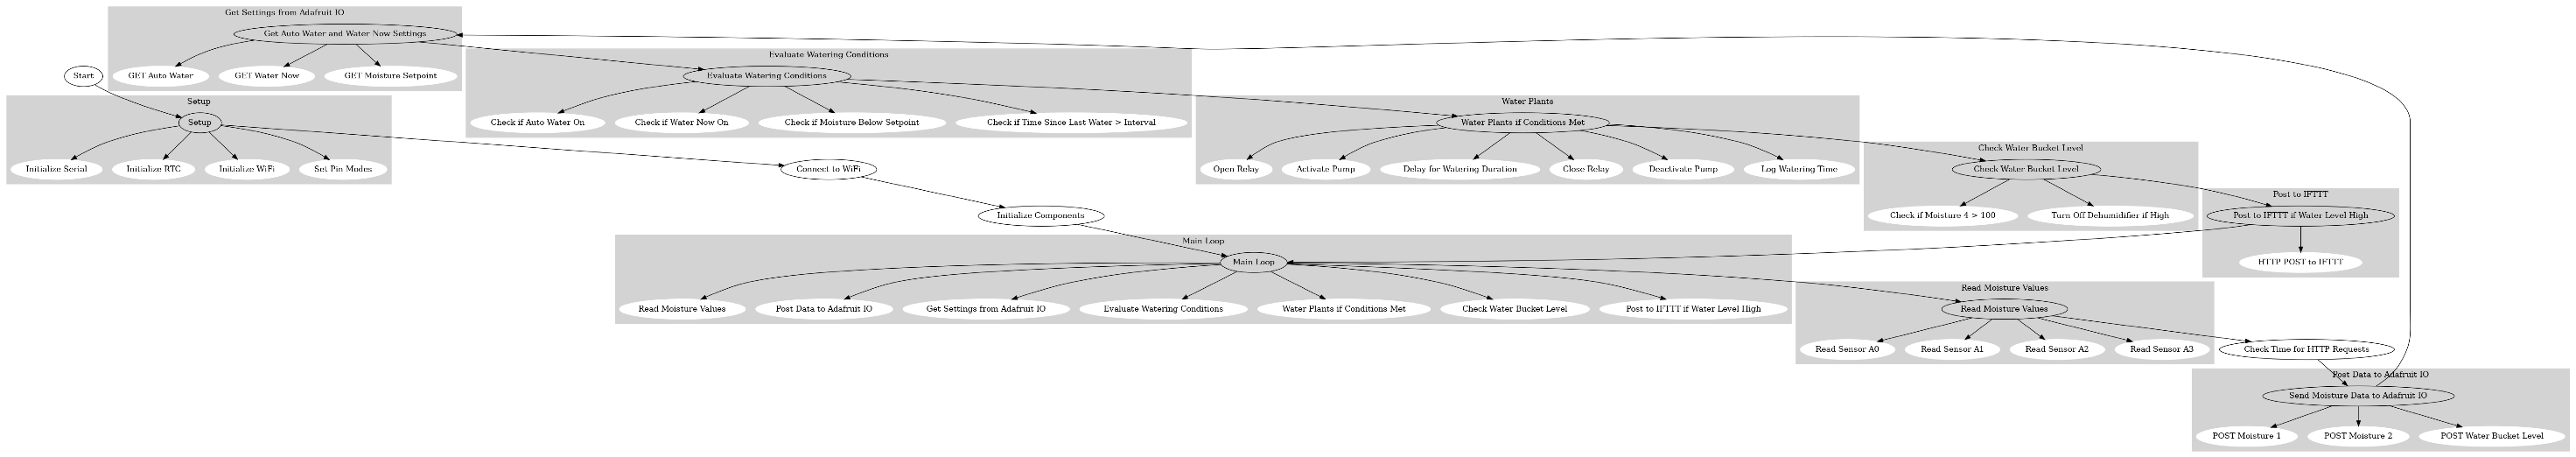 Get Settings from Adafruit IO
Get Auto Water and Water Now Settings
GET Auto Water
GET Water Now
GET Moisture Setpoint
Start
Evaluate Watering Conditions
Evaluate Watering Conditions
Check if Auto Water On
Check if Water Now On
Check if Moisture Below Setpoint
Check if Time Since Last Water > Interval
Setup
Setup
Initialize Serial
Initialize RTC
Initialize WiFi
Set Pin Modes
Water Plants
Water Plants if Conditions Met
Open Relay
Activate Pump
Delay for Watering Duration
Close Relay
Deactivate Pump
Log Watering Time
Connect to WiFi
Check Water Bucket Level
Check Water Bucket Level
Check if Moisture 4 > 100
Turn Off Dehumidifier if High
Initialize Components
Post to IFTTT
Post to IFTTT if Water Level High
HTTP POST to IFTTT
Main Loop
Main Loop
Read Moisture Values
Post Data to Adafruit IO
Get Settings from Adafruit IO
Evaluate Watering Conditions
Water Plants if Conditions Met
Check Water Bucket Level
Post to IFTTT if Water Level High
Read Moisture Values
Read Moisture Values
Read Sensor A0
Read Sensor A1
Read Sensor A2
Read Sensor A3
Check Time for HTTP Requests
Post Data to Adafruit IO
Send Moisture Data to Adafruit IO
POST Moisture 1
POST Moisture 2
POST Water Bucket Level